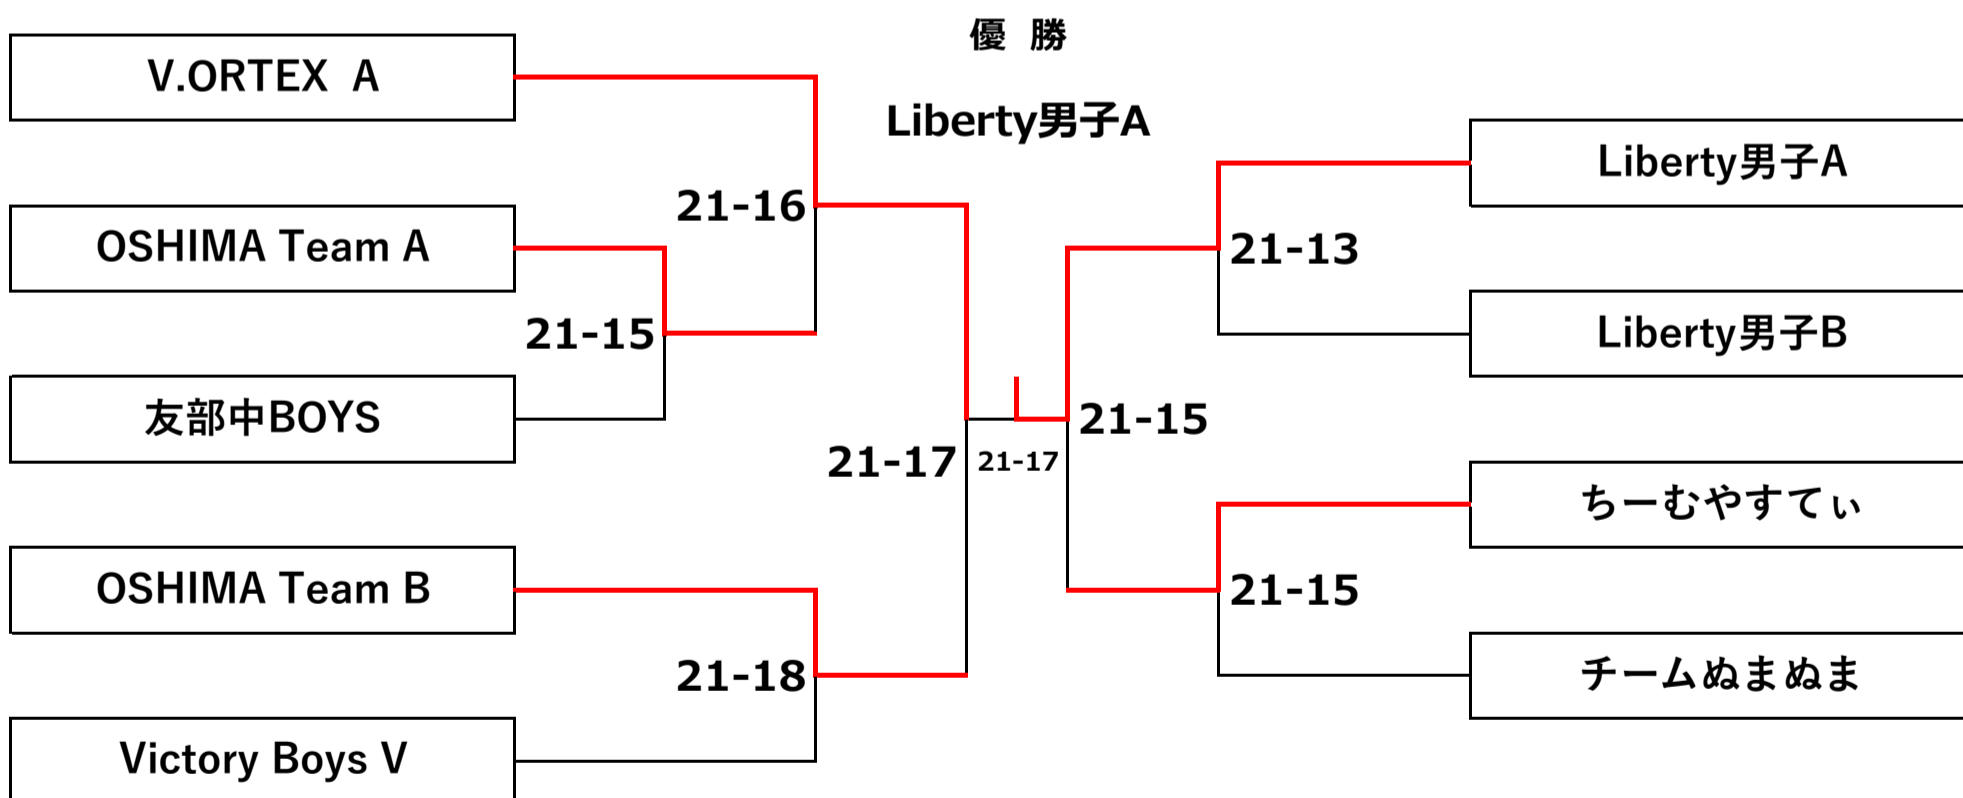 優 勝
Liberty男子A
V.ORTEX A
OSHIMA Team A
友部中BOYS
OSHIMA Team B
Victory Boys V
21-16
21-15
21-17
21-18
21-17
21-15
21-13
21-15
Liberty男子A
Liberty男子B
ちーむやすてぃ
チームぬまぬま